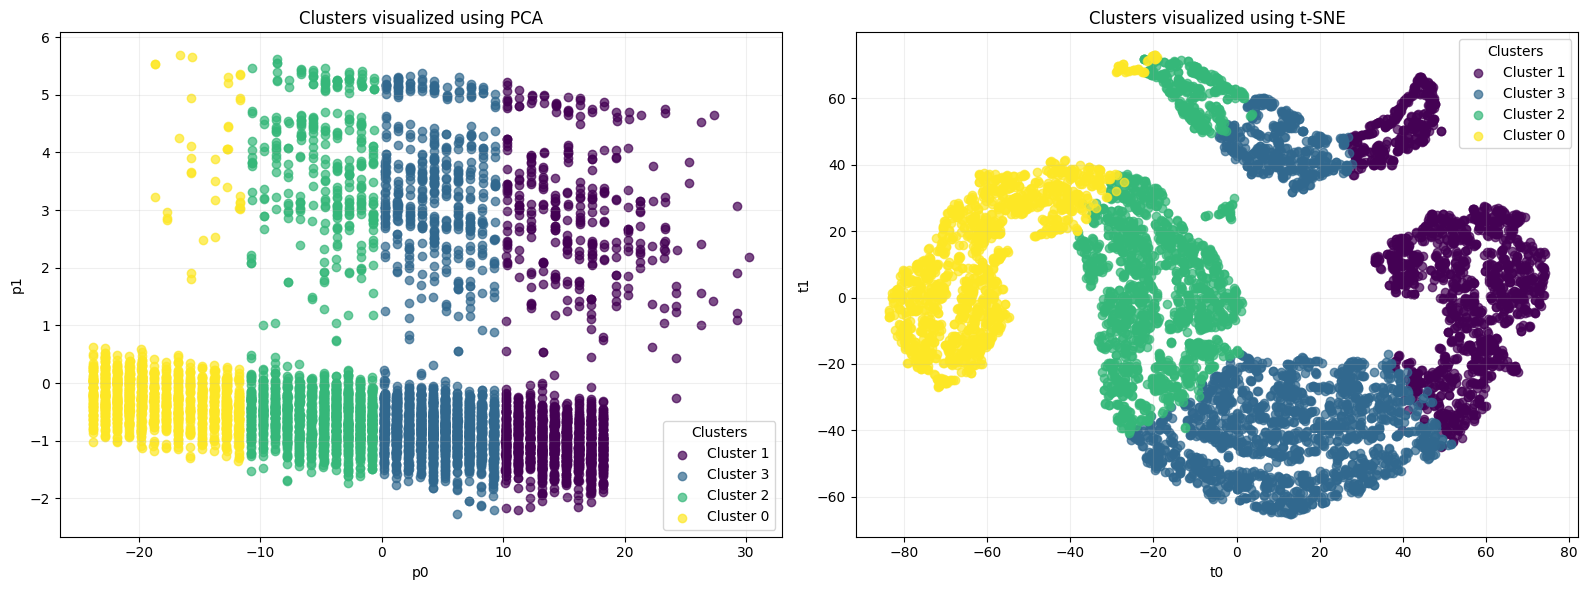 Clusters visualized using PCA
6
5
4
3
2
1
0
−1
−2
p1
−20
−10
0
10
20
30
p0
Clusters
Cluster 1
Cluster 3
Cluster 2
Cluster 0
Clusters visualized using t-SNE
60
40
20
0
−20
−40
−60
t1
−80
−60
−40
−20
0
20
40
60
80
t0
Clusters
Cluster 1
Cluster 3
Cluster 2
Cluster 0